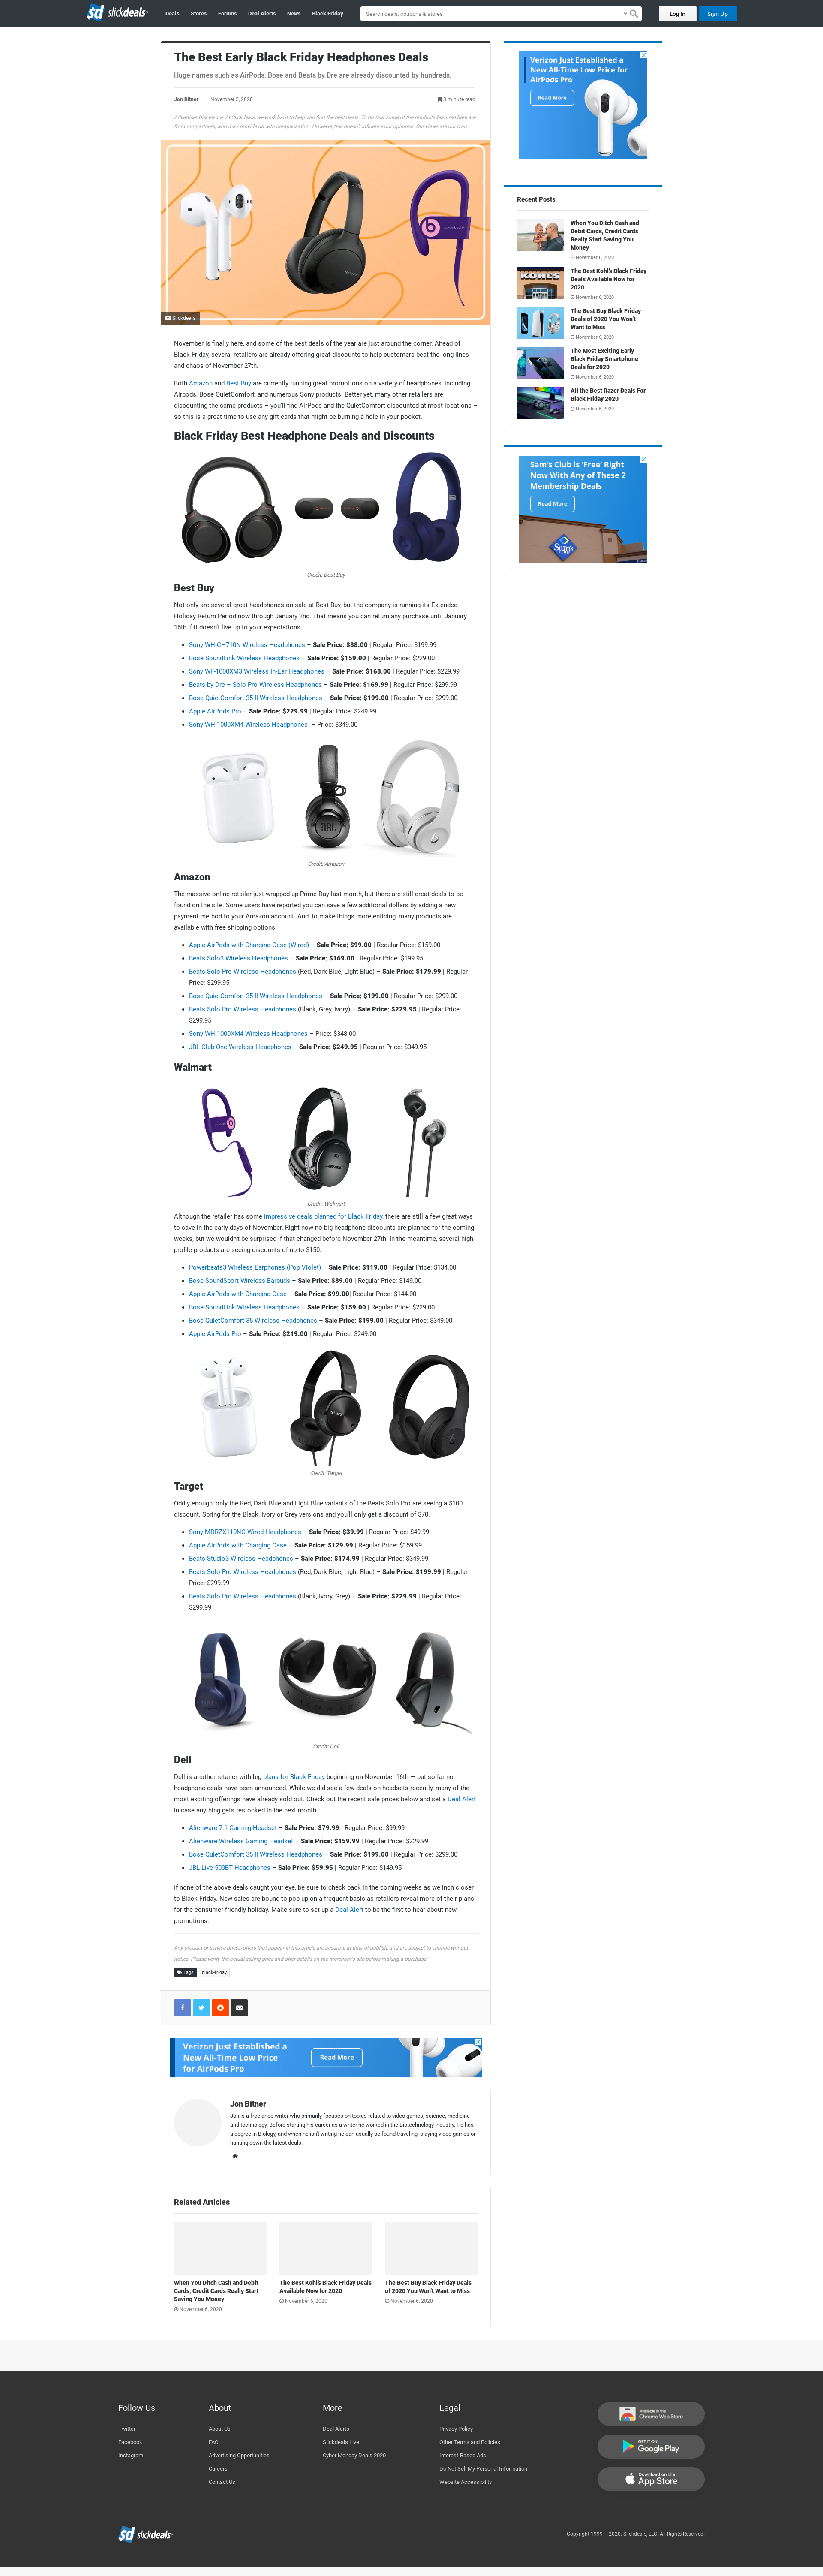 slickdeals
Deals
Stores
Forums
Deal Alerts
News
Black Friday
Search deals, coupons & stores
Log In
Sign Up
The Best Early Black Friday Headphones Deals
Huge names such as AirPods, Bose and Beats by Dre are already discounted by hundreds.
Jon Bitner
November 5, 2020
3 minute read
Advertiser Disclosure: At Slickdeals, we work hard to help you find the best deals. To do this, some of the products featured here are
from our partners, who may provide us with compensation. However, this doesn't influence our opinions. Our views are our own.
SONY
Slickdeals
November is finally here, and some of the best deals of the year are just around the corner. Ahead of
Black Friday, several retailers are already offering great discounts to help customers beat the long lines
and chaos of November 27th.
Both Amazon and Best Buy are currently running great promotions on a variety of headphones, including
Airpods, Bose QuietComfort, and numerous Sony products. Better yet, many other retailers are
discounting the same products – you'll find AirPods and the QuietComfort discounted at most locations –
so this is a great time to use any gift cards that might be burning a hole in your pocket.
Black Friday Best Headphone Deals and Discounts
Credit: Best Buy
Best Buy
Not only are several great headphones on sale at Best Buy, but the company is running its Extended
Holiday Return Period now through January 2nd. That means you can return any purchase until January
16th if it doesn't live up to your expectations.
• Sony WH-CH710N Wireless Headphones – Sale Price: $88.00 | Regular Price: $199.99
• Bose SoundLink Wireless Headphones – Sale Price: $159.00 | Regular Price: $229.00
• Sony WF-1000XM3 Wireless In-Ear Headphones – Sale Price: $168.00 | Regular Price: $229.99
• Beats by Dre – Solo Pro Wireless Headphones – Sale Price: $169.99 | Regular Price: $299.99
• Bose QuietComfort 35 II Wireless Headphones – Sale Price: $199.00 | Regular Price: $299.00
• Apple AirPods Pro – Sale Price: $229.99 | Regular Price: $249.99
• Sony WH-1000XM4 Wireless Headphones – Price: $349.00
JBL
Credit: Amazon
Amazon
The massive online retailer just wrapped up Prime Day last month, but there are still great deals to be
found on the site. Some users have reported you can save a few additional dollars by adding a new
payment method to your Amazon account. And, to make things more enticing, many products are
available with free shipping options.
• Apple AirPods with Charging Case (Wired) – Sale Price: $99.00 | Regular Price: $159.00
• Beats Solo3 Wireless Headphones – Sale Price: $169.00 | Regular Price: $199.95
• Beats Solo Pro Wireless Headphones (Red, Dark Blue, Light Blue) – Sale Price: $179.99 | Regular
Price: $299.95
• Bose QuietComfort 35 II Wireless Headphones – Sale Price: $199.00 | Regular Price: $299.00
• Beats Solo Pro Wireless Headphones (Black, Grey, Ivory) – Sale Price: $229.95 | Regular Price:
$299.95
• Sony WH-1000XM4 Wireless Headphones – Price: $348.00
• JBL Club One Wireless Headphones – Sale Price: $249.95 | Regular Price: $349.95
Walmart
BOSE
Credit: Walmart
Although the retailer has some impressive deals planned for Black Friday, there are still a few great ways
to save in the early days of November. Right now no big headphone discounts are planned for the coming
weeks, but we wouldn't be surprised if that changed before November 27th. In the meantime, several high-
profile products are seeing discounts of up to $150.
• Powerbeats3 Wireless Earphones (Pop Violet) – Sale Price: $119.00 | Regular Price: $134.00
• Bose SoundSport Wireless Earbuds – Sale Price: $89.00 | Regular Price: $149.00
• Apple AirPods with Charging Case – Sale Price: $99.00| Regular Price: $144.00
• Bose SoundLink Wireless Headphones – Sale Price: $159.00 | Regular Price: $229.00
• Bose QuietComfort 35 Wireless Headphones – Sale Price: $199.00 | Regular Price: $349.00
• Apple AirPods Pro – Sale Price: $219.00 | Regular Price: $249.00
SONY
Credit: Target
Target
Oddly enough, only the Red, Dark Blue and Light Blue variants of the Beats Solo Pro are seeing a $100
discount. Spring for the Black, Ivory or Grey versions and you'll only get a discount of $70.
• Sony MDRZX110NC Wired Headphones – Sale Price: $39.99 | Regular Price: $49.99
• Apple AirPods with Charging Case – Sale Price: $129.99 | Regular Price: $159.99
• Beats Studio3 Wireless Headphones – Sale Price: $174.99 | Regular Price: $349.99
• Beats Solo Pro Wireless Headphones (Red, Dark Blue, Light Blue) – Sale Price: $199.99 | Regular
Price: $299.99
• Beats Solo Pro Wireless Headphones (Black, Ivory, Grey) – Sale Price: $229.99 | Regular Price:
$299.99
Credit: Dell
Dell
Dell is another retailer with big plans for Black Friday beginning on November 16th — but so far no
headphone deals have been announced. While we did see a few deals on headsets recently, many of the
most exciting offerings have already sold out. Check out the recent sale prices below and set a Deal Alert
in case anything gets restocked in the next month.
• Alienware 7.1 Gaming Headset – Sale Price: $79.99 | Regular Price: $99.99
• Alienware Wireless Gaming Headset – Sale Price: $159.99 | Regular Price: $229.99
• Bose QuietComfort 35 II Wireless Headphones – Sale Price: $199.00 | Regular Price: $299.00
• JBL Live 500BT Headphones – Sale Price: $59.95 | Regular Price: $149.95
If none of the above deals caught your eye, be sure to check back in the coming weeks as we inch closer
to Black Friday. New sales are bound to pop up on a frequent basis as retailers reveal more of their plans
for the consumer-friendly holiday. Make sure to set up a Deal Alert to be the first to hear about new
promotions.
Any product or service prices/offers that appear in this article are accurate at time of publish, and are subject to change without
notice. Please verify the actual selling price and offer details on the merchant's site before making a purchase.
Tags
black-friday
Verizon Just Established a
New All-Time Low Price
for AirPods Pro
Read More
Jon Bitner
Jon is a freelance writer who primarily focuses on topics related to video games, science, medicine
and technology. Before starting his career as a writer he worked in the Biotechnology industry. He has
a degree in Biology, and when he isn't writing he can usually be found traveling, playing video games or
hunting down the latest deals.
Related Articles
When You Ditch Cash and Debit
Cards, Credit Cards Really Start
Saving You Money
November 6, 2020
The Best Kohl's Black Friday Deals
Available Now for 2020
November 6, 2020
The Best Buy Black Friday Deals
of 2020 You Won't Want to Miss
November 6, 2020
Verizon Just Established a
New All-Time Low Price for
AirPods Pro
Read More
Recent Posts
When You Ditch Cash and
Debit Cards, Credit Cards
Really Start Saving You
Money
November 6, 2020
KOHL'S
The Best Kohl's Black Friday
Deals Available Now for
2020
November 6, 2020
The Best Buy Black Friday
Deals of 2020 You Won't
Want to Miss
November 6, 2020
The Most Exciting Early
Black Friday Smartphone
Deals for 2020
November 6, 2020
All the Best Razer Deals For
Black Friday 2020
November 6, 2020
Sam's Club is 'Free' Right
Now With Any of These 2
Membership Deals
Read More
Sam's
Follow Us
Twitter
Facebook
Instagram
About
About Us
FAQ
Advertising Opportunities
Careers
Contact Us
More
Deal Alerts
Slickdeals Live
Cyber Monday Deals 2020
Legal
Privacy Policy
Other Terms and Policies
Interest-Based Ads
Do Not Sell My Personal Information
Website Accessibility
Available in the
Chrome Web Store
GET IT ON
Google Play
Download on the
App Store
slickdeals
Copyright 1999 – 2020. Slickdeals, LLC. All Rights Reserved.